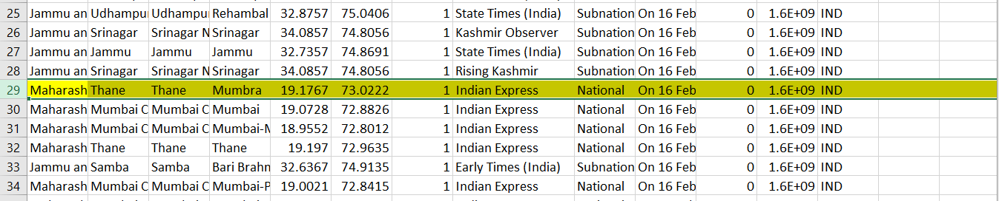 25 Jammu an Udhampu Udhampu Rehambal 32.8757 75.0406 1 State Times (India) Subnation On 16 Feb 0 1.6E+09 IND
26 Jammu an Srinagar Srinagar N Srinagar 34.0857 74.8056 1 Kashmir Observer Subnation On 16 Feb 0 1.6E+09 IND
27 Jammu an Jammu Jammu Jammu 32.7357 74.8691 1 State Times (India) Subnation On 16 Feb 0 1.6E+09 IND
28 Jammu an Srinagar Srinagar N Srinagar 34.0857 74.8056 1 Rising Kashmir Subnation On 16 Feb 0 1.6E+09 IND
29 Maharash Thane Thane Mumbra 19.1767 73.0222 1 Indian Express National On 16 Feb 0 1.6E+09 IND
30 Maharash Mumbai C Mumbai C Mumbai 19.0728 72.8826 1 Indian Express National On 16 Feb 0 1.6E+09 IND
31 Maharash Mumbai C Mumbai C Mumbai-M 18.9552 72.8012 1 Indian Express National On 16 Feb 0 1.6E+09 IND
32 Maharash Thane Thane Thane 19.197 72.9635 1 Indian Express National On 16 Feb 0 1.6E+09 IND
33 Jammu an Samba Samba Bari Brahn 32.6367 74.9135 1 Early Times (India) Subnation On 16 Feb 0 1.6E+09 IND
34 Maharash Mumbai C Mumbai C Mumbai-P 19.0021 72.8415 1 Indian Express National On 16 Feb 0 1.6E+09 IND